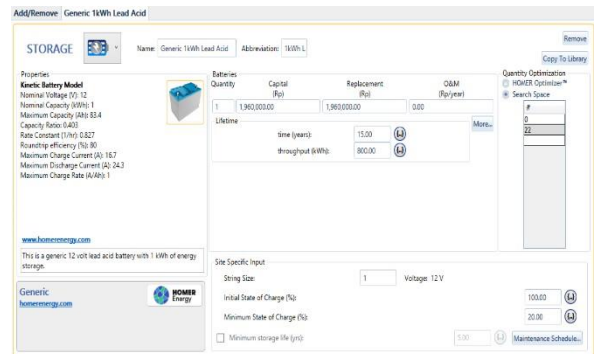 Add/Remove Generic 1kWh Lead Acid
STORAGE
Name: Generic 1kWh Lead Acid Abbreviation: 1kWh L
Remove
Copy To Library
Properties
Kinetic Battery Model
Nominal Voltage (V): 12
Nominal Capacity (kWh): 1
Maximum Capacity (Ah): 83.4
Capacity Ratio: 0.403
Rate Constant (1/hr): 0.827
Roundtrip efficiency (%): 80
Maximum Charge Current (A): 16.7
Maximum Discharge Current (A): 24.3
Maximum Charge Rate (A/Ah): 1
www.homerenergy.com
This is a generic 12 volt lead acid battery with 1 kWh of energy
storage.
Generic
homerenergy.com
HOMER
Energy
Batteries
Quantity Capital Replacement O&M
(Rp) (Rp) (Rp/year)
1 1,960,000.00 1,960,000.00 0.00
Lifetime
time (years): 15.00
throughput (kWh): 800.00
More...
Quantity Optimization
HOMER Optimizer™
Search Space
#
0
22
Site Specific Input
String Size: 1 Voltage: 12 V
Initial State of Charge (%): 100.00
Minimum State of Charge (%): 20.00
Minimum storage life (yrs): 5.00
Maintenance Schedule...